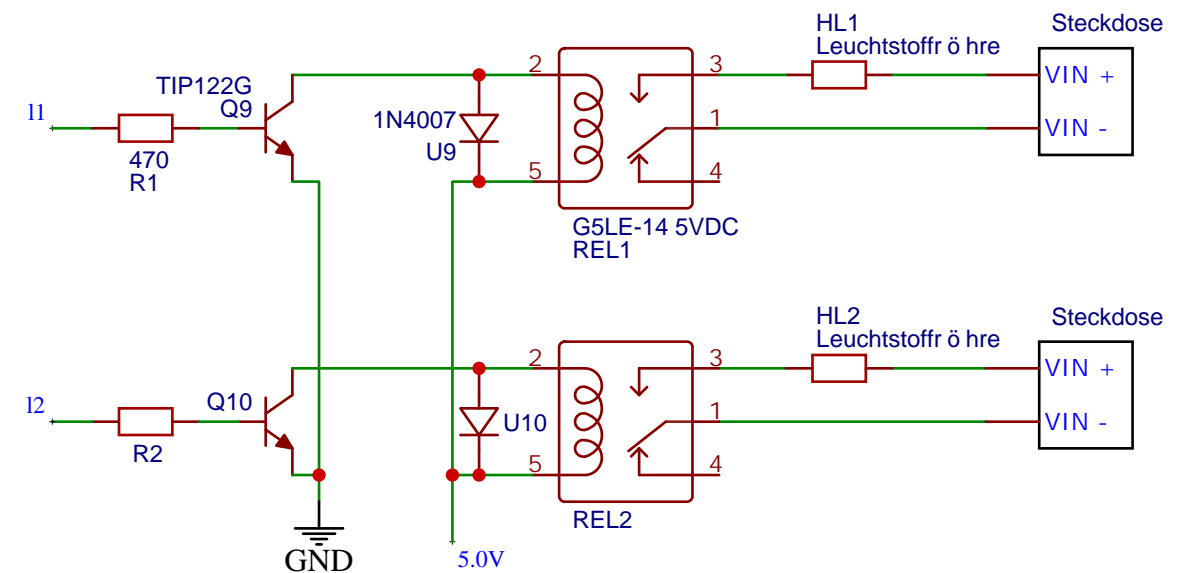 HL1
Leuchtstoffr ö hre
Steckdose
TIP122G
Q9
l1
470
R1
1N4007
U9
2
5
3
1
4
G5LE-14 5VDC
REL1
VIN +
VIN -
HL2
Leuchtstoffr ö hre
Steckdose
l2
Q10
R2
U10
2
5
3
1
4
REL2
VIN +
VIN -
GND
5.0V